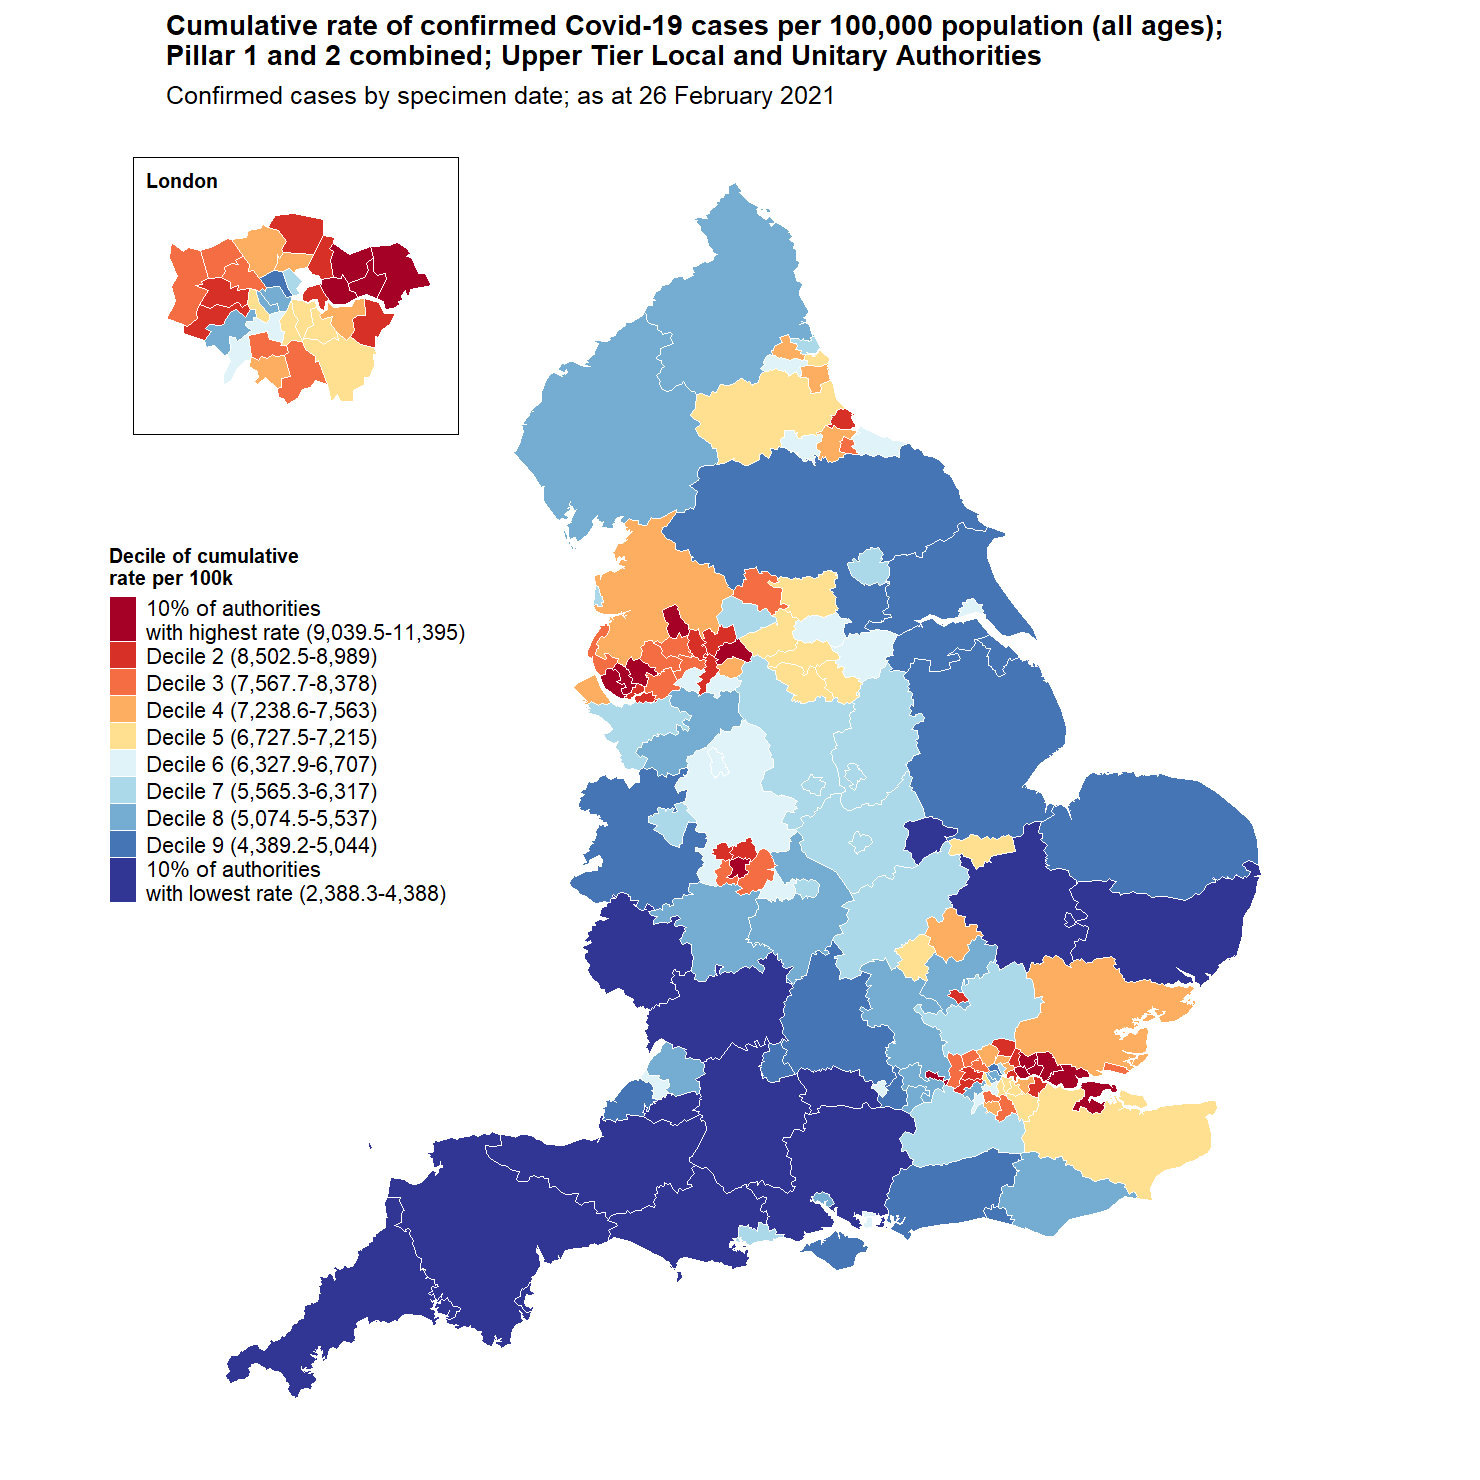 Cumulative rate of confirmed Covid-19 cases per 100,000 population (all ages);
Pillar 1 and 2 combined; Upper Tier Local and Unitary Authorities
Confirmed cases by specimen date; as at 26 February 2021
London
Decile of cumulative
rate per 100k
10% of authorities
with highest rate (9,039.5-11,395)
Decile 2 (8,502.5-8,989)
Decile 3 (7,567.7-8,378)
Decile 4 (7,238.6-7,563)
Decile 5 (6,727.5-7,215)
Decile 6 (6,327.9-6,707)
Decile 7 (5,565.3-6,317)
Decile 8 (5,074.5-5,537)
Decile 9 (4,389.2-5,044)
10% of authorities
with lowest rate (2,388.3-4,388)